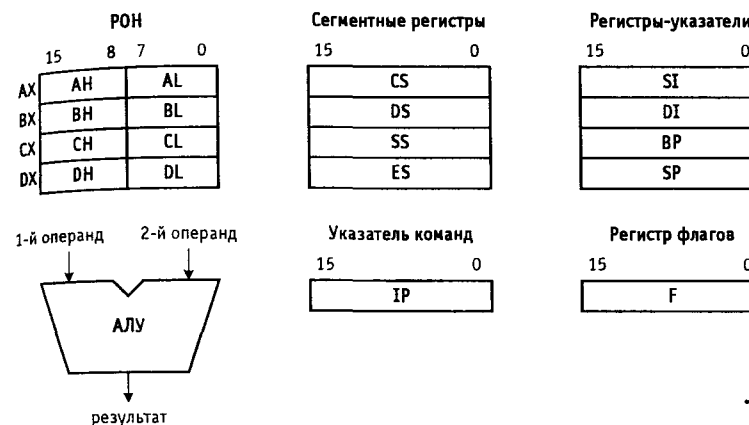 РОН
Сегментные регистры
Регистры-указатели
15 8 7 0
15 0
15 0
AX AH AL
BX BH BL
CX CH CL
DX DH DL
CS
DS
SS
ES
SI
DI
BP
SP
1-й операнд 2-й операнд
АЛУ
результат
Указатель команд
15 0
IP
Регистр флагов
15 0
F